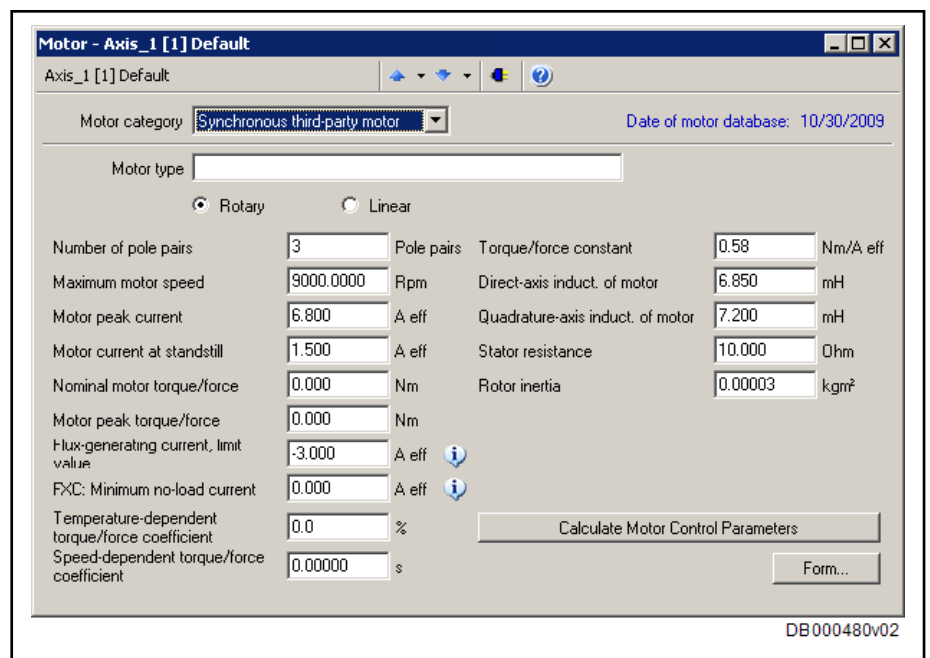 Motor - Axis_1 [1] Default
Axis_1 [1] Default
Motor category Synchronous third-party motor Date of motor database: 10/30/2009
Motor type
Rotary Linear
Number of pole pairs 3 Pole pairs Torque/force constant 0.58 Nm/A eff
Maximum motor speed 9000.0000 Rpm Direct-axis induct. of motor 6.850 mH
Motor peak current 6.800 A eff Quadrature-axis induct. of motor 7.200 mH
Motor current at standstill 1.500 A eff Stator resistance 10.000 Ohm
Nominal motor torque/force 0.000 Nm Rotor inertia 0.00003 kgm²
Motor peak torque/force 0.000 Nm
Flux-generating current, limit
value -3.000 A eff
FXC: Minimum no-load current 0.000 A eff
Temperature-dependent
torque/force coefficient 0.0 % Calculate Motor Control Parameters
Speed-dependent torque/force
coefficient 0.00000 s Form...
DB000480v02